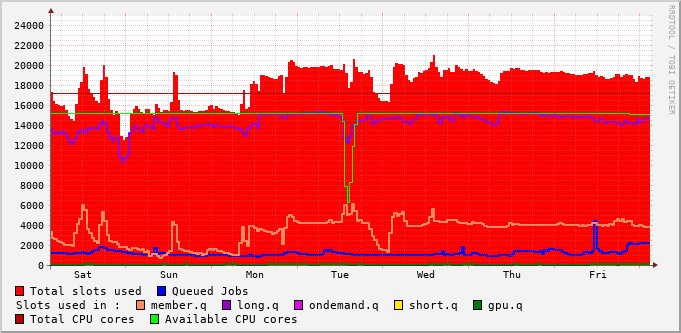 24000
22000
20000
18000
16000
14000
12000
10000
8000
6000
4000
2000
0
Sat Sun Mon Tue Wed Thu Fri
Total slots used Queued Jobs
Slots used in : member.q long.q ondemand.q short.q gpu.q
Total CPU cores Available CPU cores
RRDTOOL / TOBI OETIKER